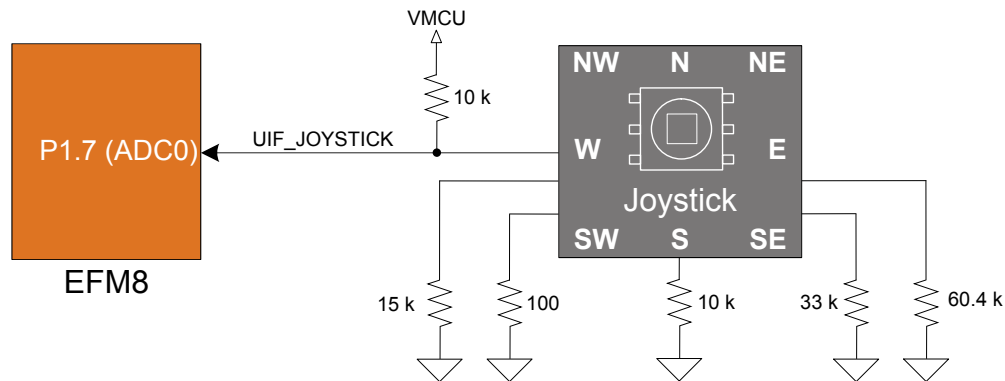 VMCU
10 k
NW N NE
P1.7 (ADC0)
UIF_JOYSTICK
W E
Joystick
SW S SE
EFM8
15 k
100
10 k
33 k
60.4 k